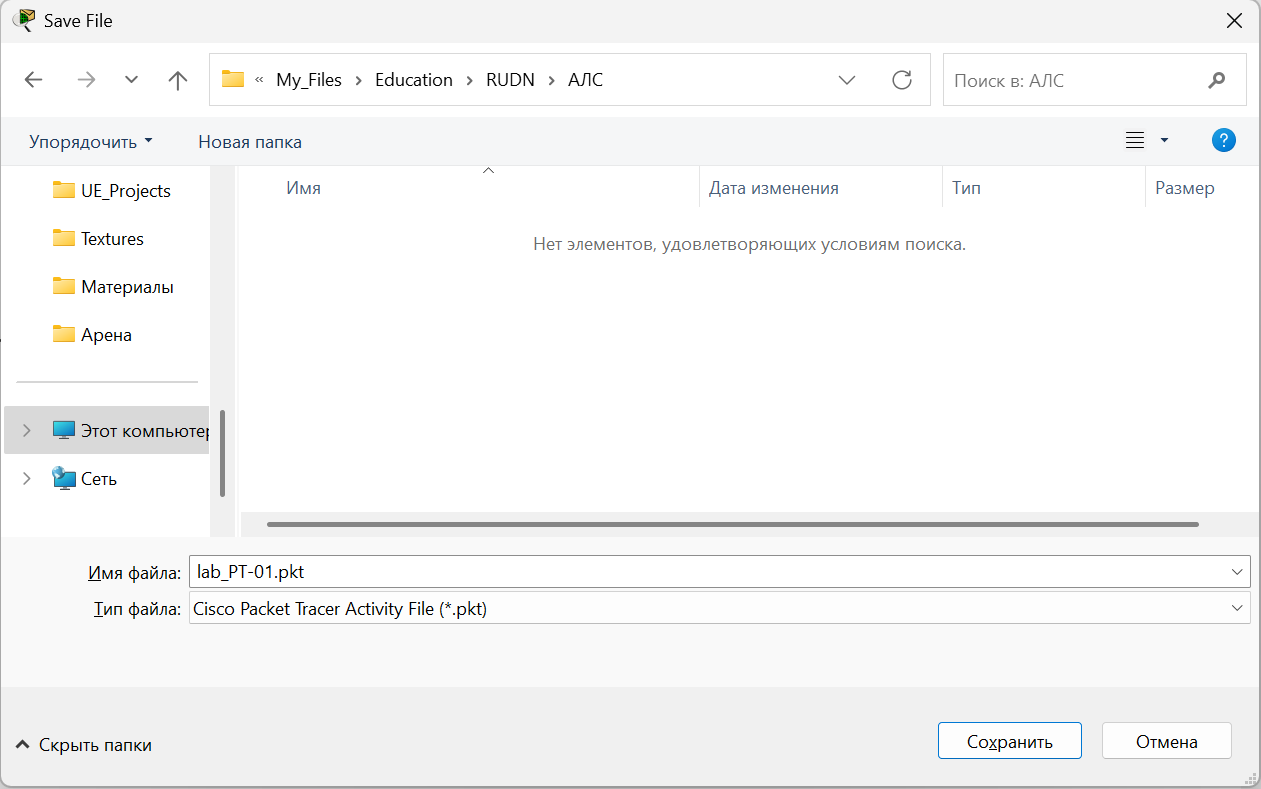 Save File
« My_Files > Education > RUDN > АЛС
Поиск в: АЛС
Упорядочить
Новая папка
?
UE_Projects
Textures
Материалы
Арена
Этот компьютер
Сеть
Имя
Дата изменения
Тип
Размер
Нет элементов, удовлетворяющих условиям поиска.
Имя файла: lab_PT-01.pkt
Тип файла: Cisco Packet Tracer Activity File (*.pkt)
Скрыть папки
Сохранить
Отмена